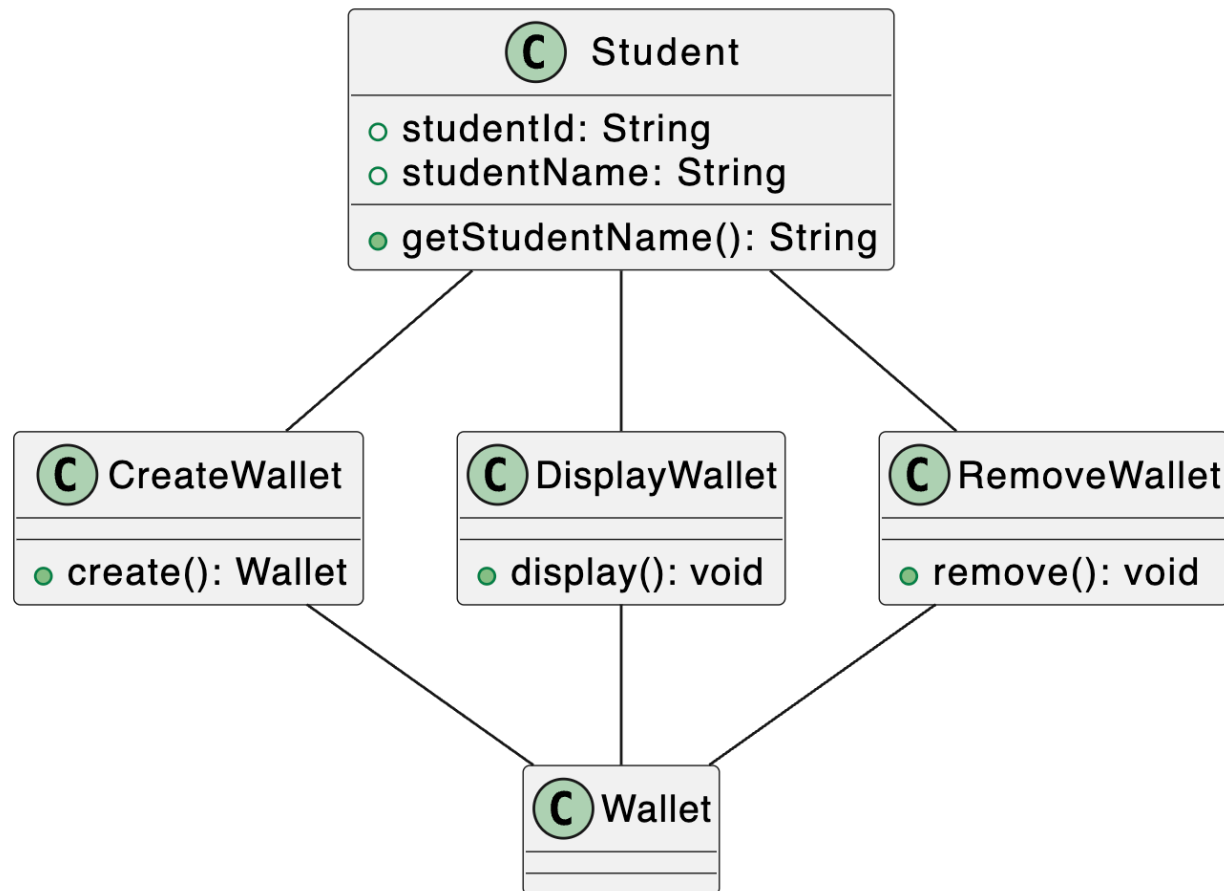 C Student
studentId: String
studentName: String
getStudentName(): String
C CreateWallet
create(): Wallet
C DisplayWallet
display(): void
C RemoveWallet
remove(): void
C Wallet